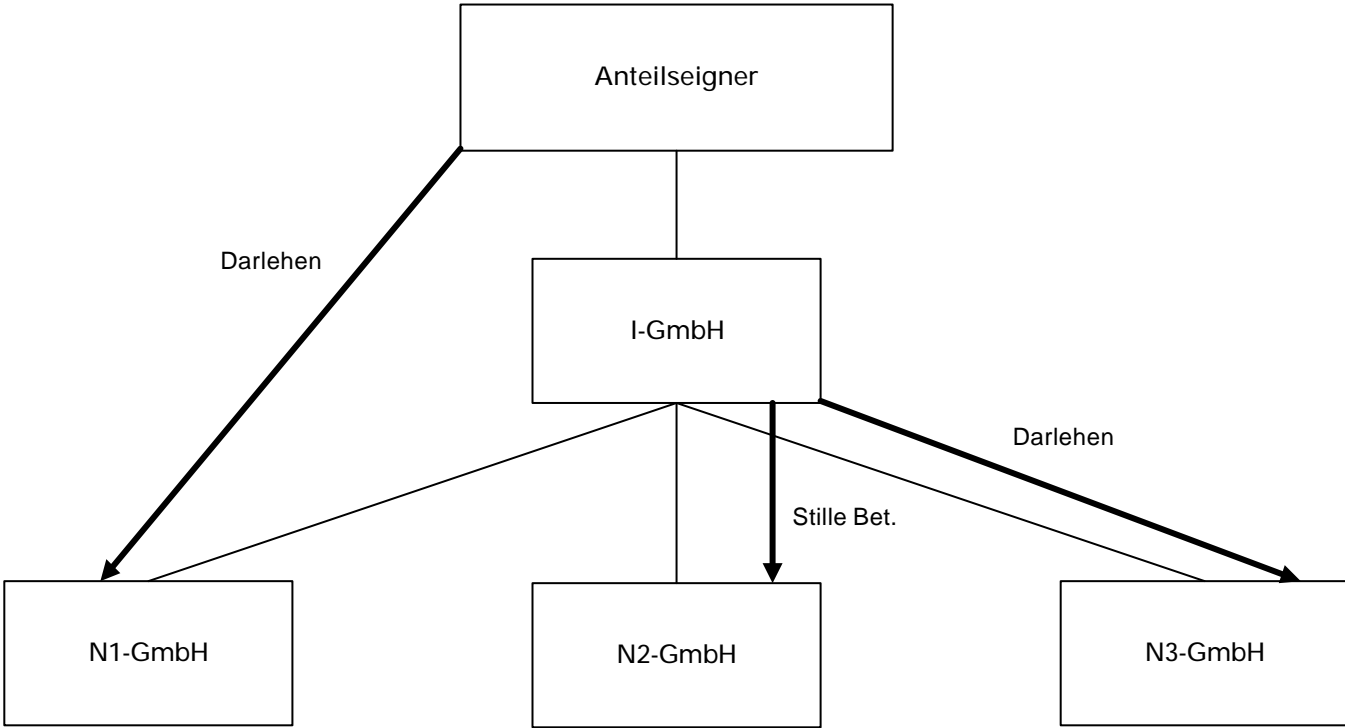 Anteilseigner
Darlehen
I-GmbH
Darlehen
Stille Bet.
N1-GmbH
N2-GmbH
N3-GmbH